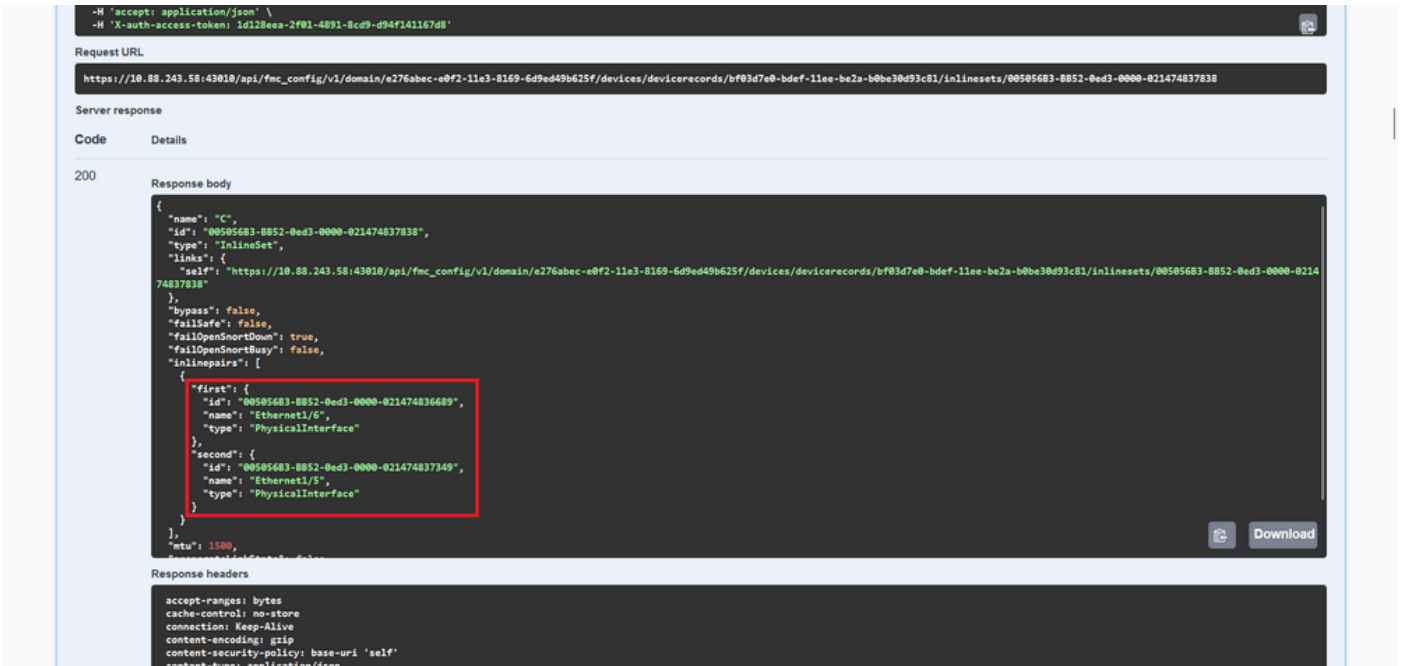 -H 'accept: application/json' \
-H 'X-auth-access-token: 1d128eea-2f01-4891-8cd9-d94f141167d8'
Request URL
https://10.88.243.58:43010/api/fmc_config/v1/domain/e276abec-e0f2-11e3-8169-6d9ed49b625f/devices/devicerecords/bf03d7e0-bdef-11ee-be2a-b0be30d93c81/inlinesets/005056B3-BB52-0ed3-0000-021474837838
Server response
Code Details
200
Response body
{
"name": "C",
"id": "005056B3-BB52-0ed3-0000-021474837838",
"type": "InlineSet",
"links": {
"self": "https://10.88.243.58:43010/api/fmc_config/v1/domain/e276abec-e0f2-11e3-8169-6d9ed49b625f/devices/devicerecords/bf03d7e0-bdef-11ee-be2a-b0be30d93c81/inlinesets/005056B3-BB52-0ed3-0000-0214
74837838"
},
"bypass": false,
"failSafe": false,
"failOpenSnortDown": true,
"failOpenSnortBusy": false,
"inlinepairs": [
{
"first": {
"id": "005056B3-BB52-0ed3-0000-021474836689",
"name": "Ethernet1/6",
"type": "PhysicalInterface"
},
"second": {
"id": "005056B3-BB52-0ed3-0000-021474837349",
"name": "Ethernet1/5",
"type": "PhysicalInterface"
}
}
],
"mtu": 1500,
Download
Response headers
accept-ranges: bytes
cache-control: no-store
connection: Keep-Alive
content-encoding: gzip
content-security-policy: base-uri 'self'
content-type: application/json